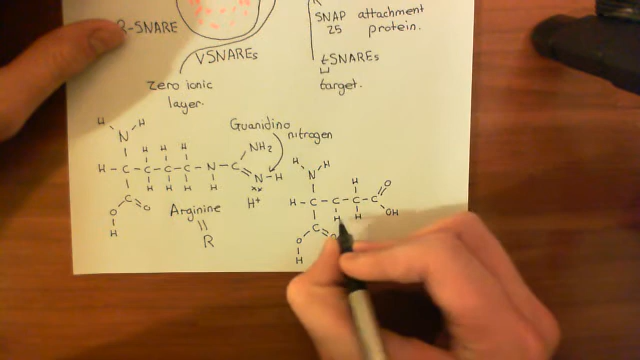 R-SNARE
VSNAREs
Zero ionic
layer.
SNAP attachment
25 protein.
tSNAREs
target.
Guanidino
nitrogen
H H
N
H H H
H-C-C-C-C-N-C
H H H H
NH2
N-H
H+
C O
O
H
Arginine
=
R
H H
N
H
H-C-C-C-C
H H
O
OH
C
O
H